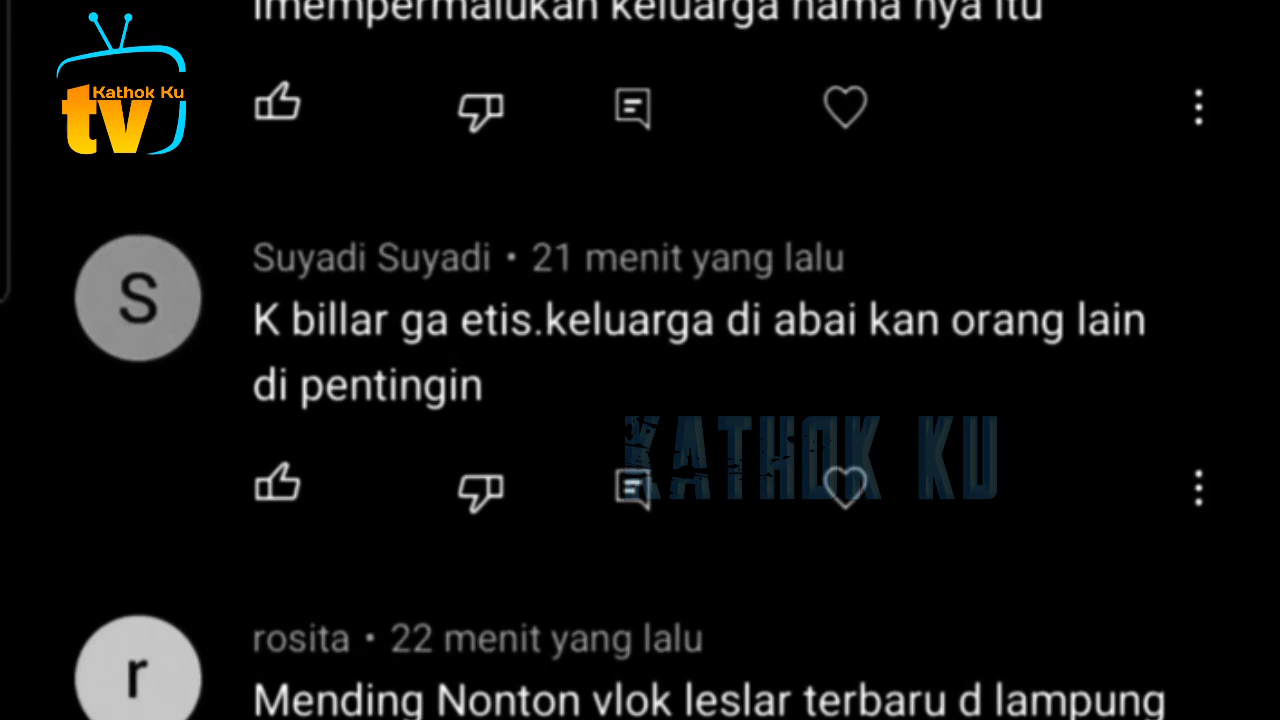 mempermalukan keluarga nama nya itu
Kathok Ku
tv
S
Suyadi Suyadi • 21 menit yang lalu
K billar ga etis.keluarga di abai kan orang lain
di pentingin
KATHOK KU
r
rosita • 22 menit yang lalu
Mending Nonton vlok leslar terbaru d lampung